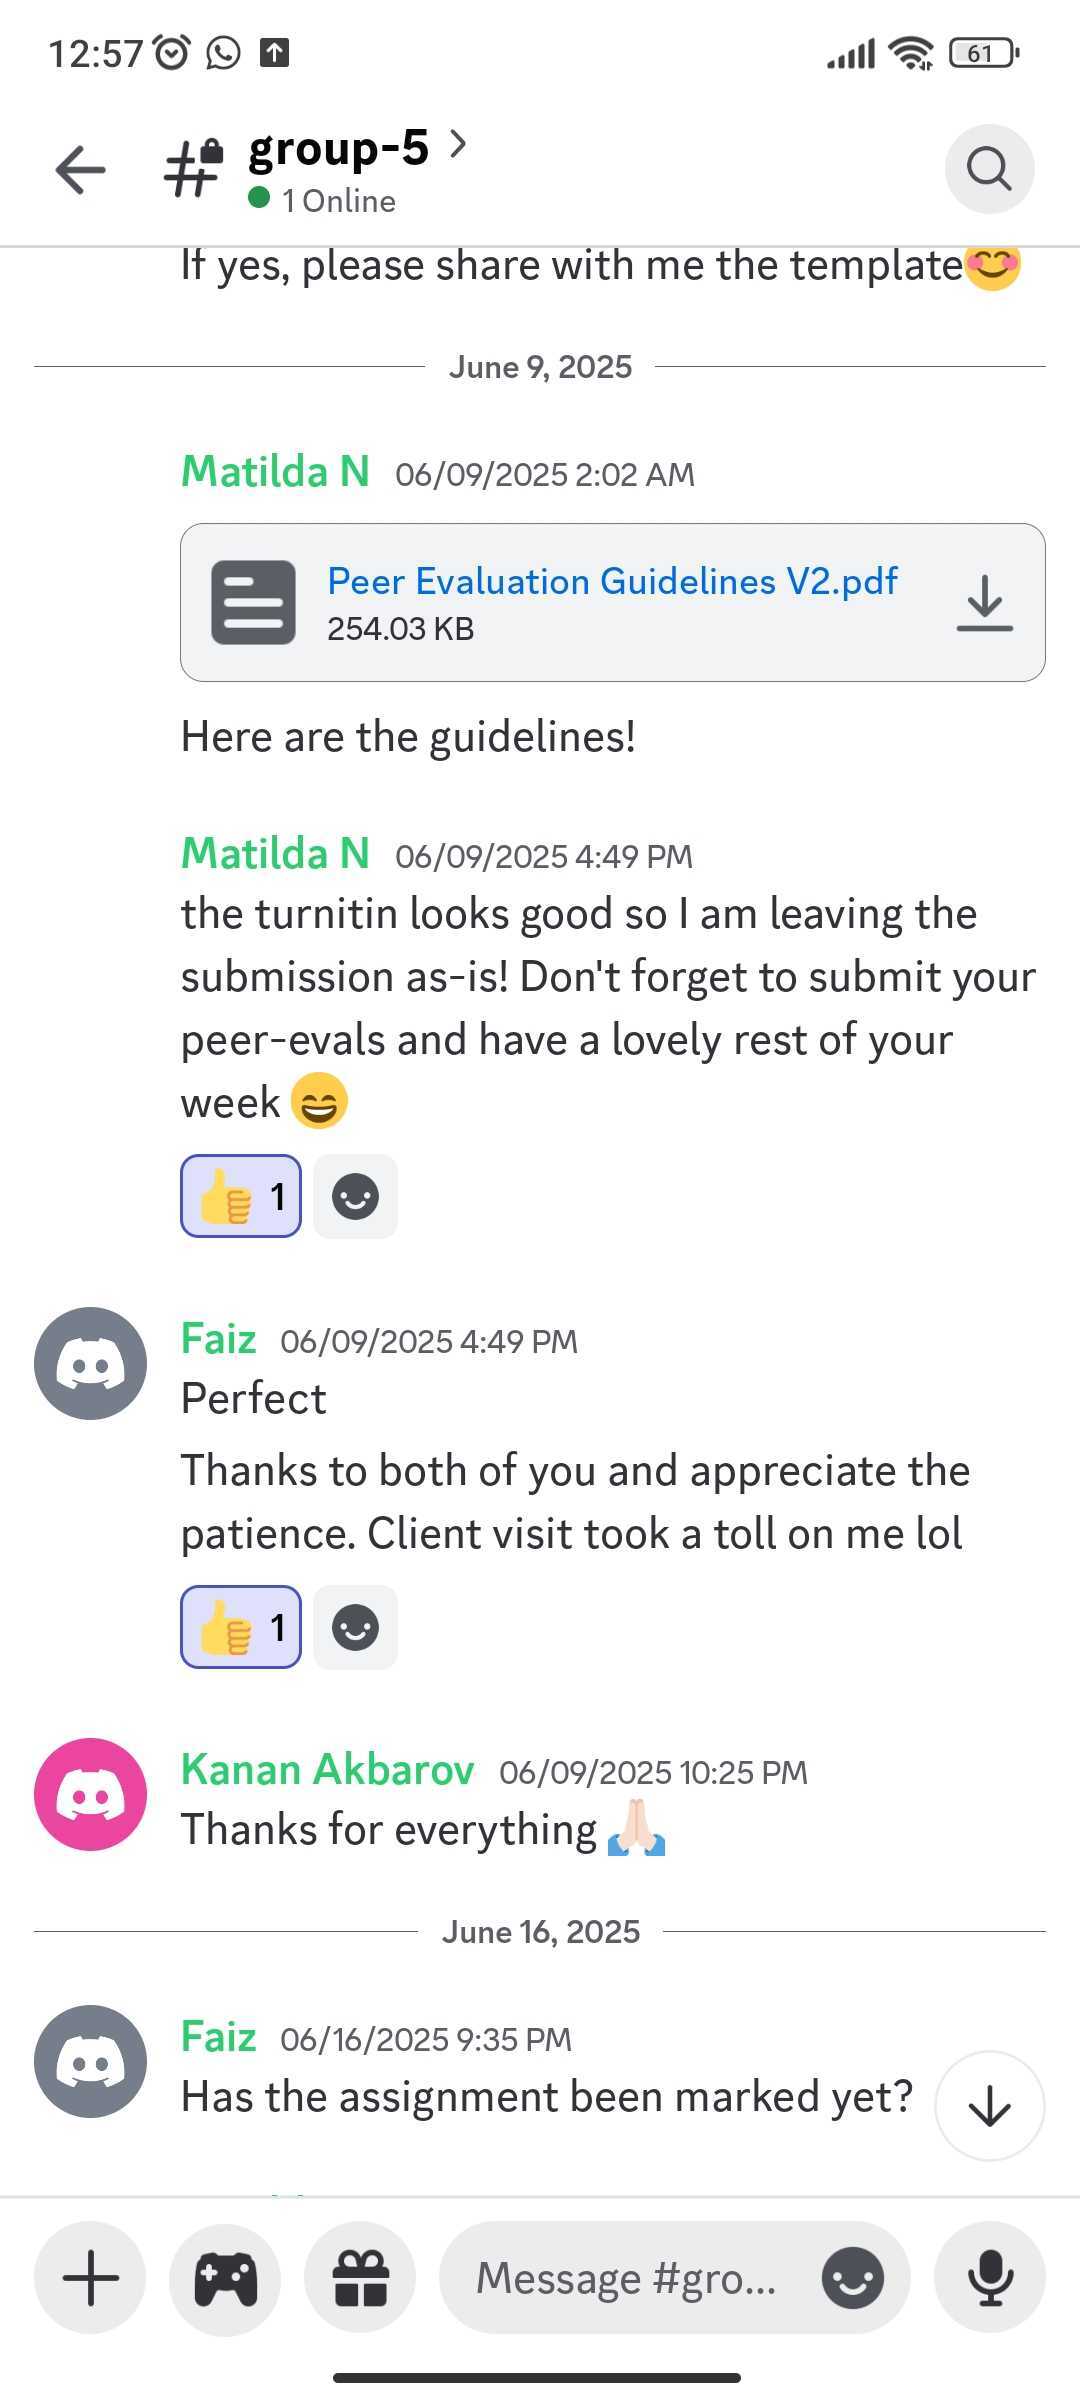 12:57
61
group-5
1 Online
If yes, please share with me the template😊
June 9, 2025
Matilda N 06/09/2025 2:02 AM
Peer Evaluation Guidelines V2.pdf
254.03 KB
Here are the guidelines!
Matilda N 06/09/2025 4:49 PM
the turnitin looks good so I am leaving the
submission as-is! Don't forget to submit your
peer-evals and have a lovely rest of your
week 😄
👍 1
Faiz 06/09/2025 4:49 PM
Perfect
Thanks to both of you and appreciate the
patience. Client visit took a toll on me lol
👍 1
Kanan Akbarov 06/09/2025 10:25 PM
Thanks for everything 🙏🏻
June 16, 2025
Faiz 06/16/2025 9:35 PM
Has the assignment been marked yet?
Message #gro...